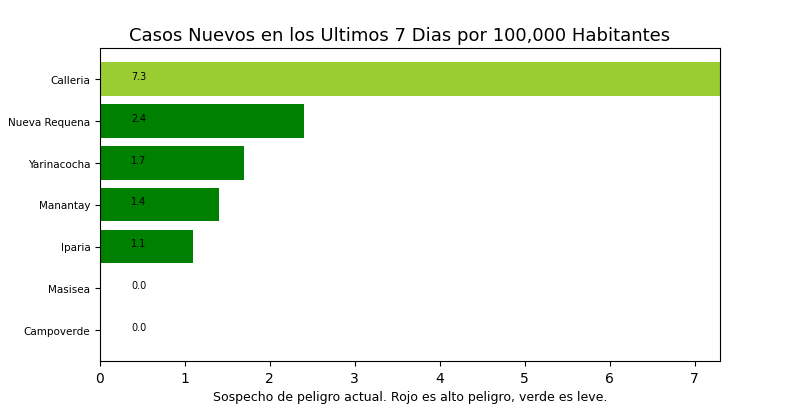 Casos Nuevos en los Ultimos 7 Dias por 100,000 Habitantes
Calleria 7.3
Nueva Requena 2.4
Yarinacocha 1.7
Manantay 1.4
Iparia 1.1
Masisea 0.0
Campoverde 0.0
0 1 2 3 4 5 6 7
Sospecho de peligro actual. Rojo es alto peligro, verde es leve.